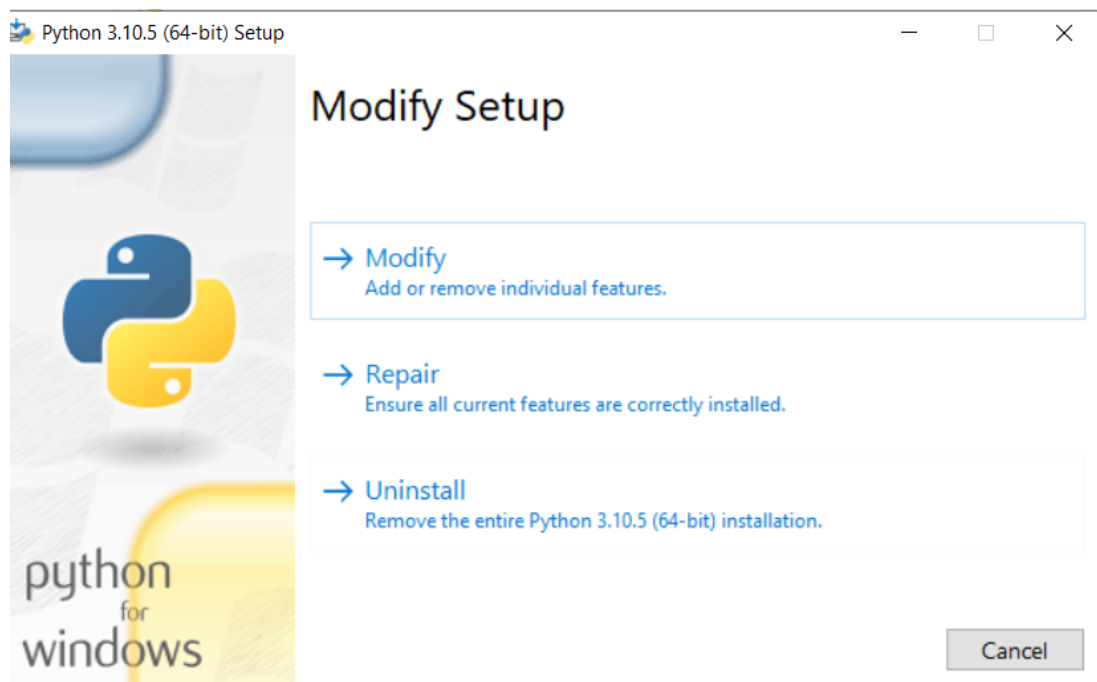 Python 3.10.5 (64-bit) Setup
Modify Setup
Modify
Add or remove individual features.
Repair
Ensure all current features are correctly installed.
Uninstall
Remove the entire Python 3.10.5 (64-bit) installation.
python
for
windows
Cancel